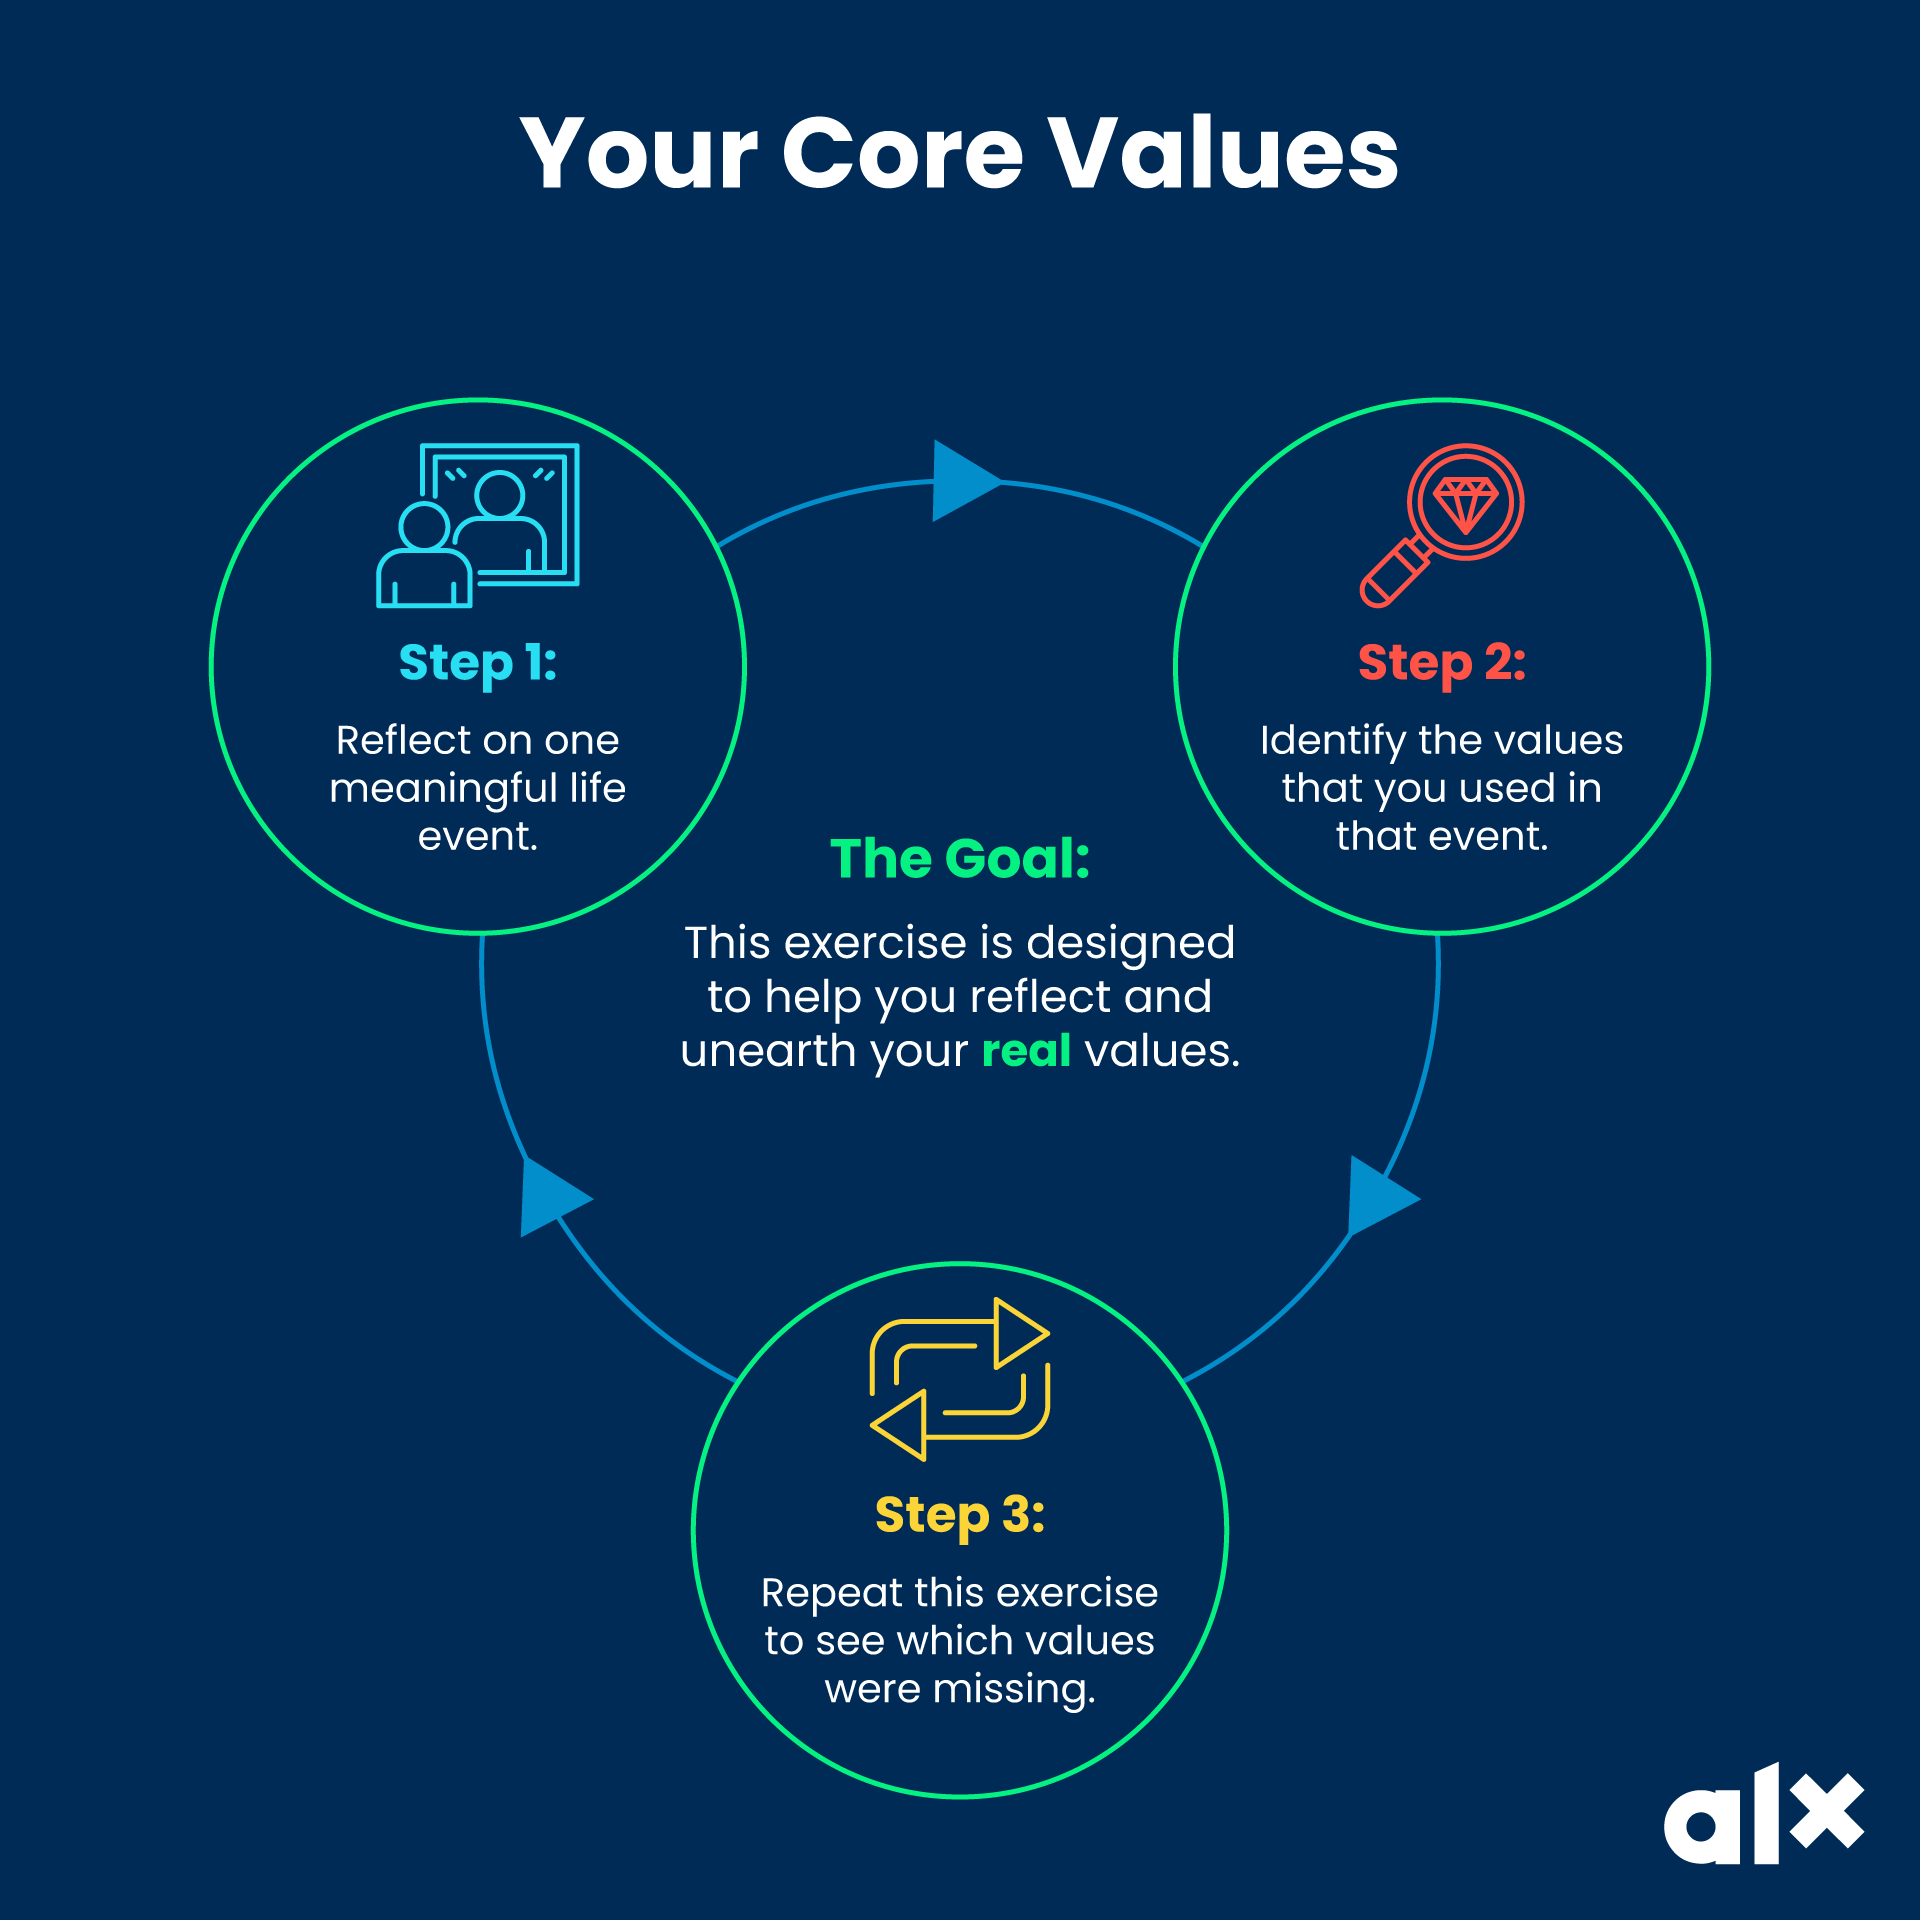 Your Core Values
Step 1:
Reflect on one
meaningful life
event.
Step 2:
Identify the values
that you used in
that event.
The Goal:
This exercise is designed
to help you reflect and
unearth your real values.
Step 3:
Repeat this exercise
to see which values
were missing.
alx